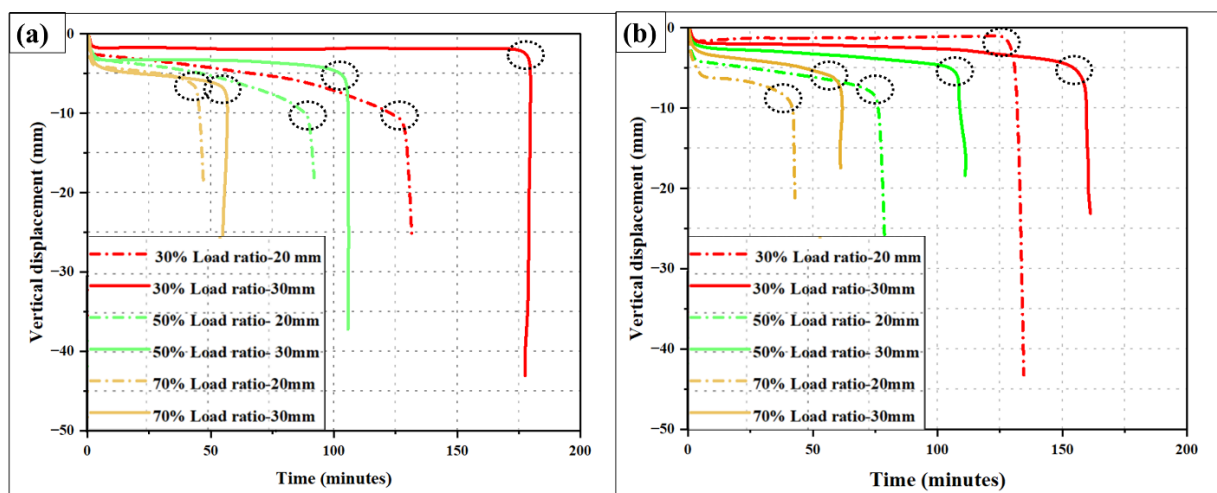 (a)
Vertical displacement (mm)
0
−10
−20
−30
−40
−50
30% Load ratio-20 mm
30% Load ratio-30mm
50% Load ratio- 20mm
50% Load ratio- 30mm
70% Load ratio-20mm
70% Load ratio-30mm
0 50 100 150 200
Time (minutes)
(b)
Vertical displacement (mm)
0
−10
−20
−30
−40
−50
30% Load ratio-20 mm
30% Load ratio-30mm
50% Load ratio- 20mm
50% Load ratio- 30mm
70% Load ratio-20mm
70% Load ratio-30mm
0 50 100 150 200
Time (minutes)